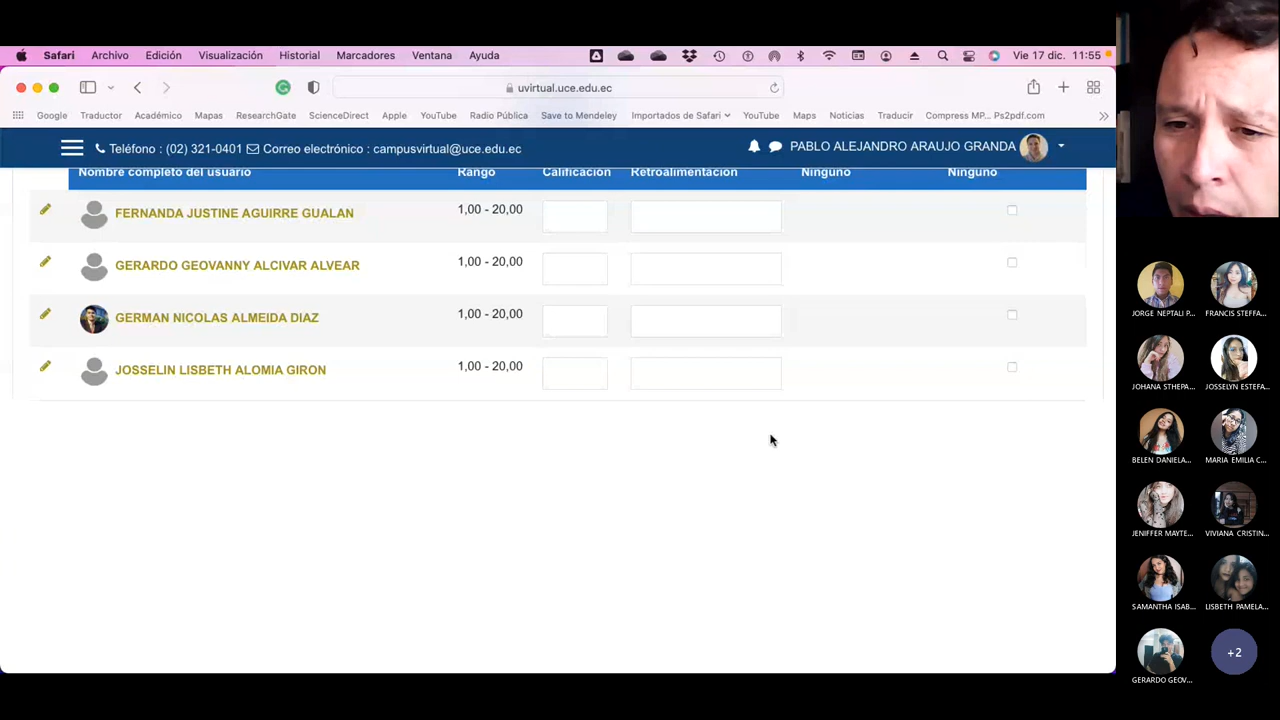 Safari Archivo Edición Visualización Historial Marcadores Ventana Ayuda Vie 17 dic. 11:55
uvirtual.uce.edu.ec
Google Traductor Académico Mapas ResearchGate ScienceDirect Apple YouTube Radio Pública Save to Mendeley Importados de Safari YouTube Maps Noticias Traducir Compress MP... Ps2pdf.com
Teléfono : (02) 321-0401 Correo electrónico : campusvirtual@uce.edu.ec PABLO ALEJANDRO ARAUJO GRANDA
Nombre completo del usuario Rango Calificación Retroalimentación Ninguno Ninguno
FERNANDA JUSTINE AGUIRRE GUALAN 1,00 - 20,00
GERARDO GEOVANNY ALCIVAR ALVEAR 1,00 - 20,00
GERMAN NICOLAS ALMEIDA DIAZ 1,00 - 20,00
JOSSELIN LISBETH ALOMIA GIRON 1,00 - 20,00
JORGE NEPTALI P... FRANCIS STEFFA...
JOHANA STHEPA... JOSSELYN ESTEFA...
BELEN DANIELA... MARIA EMILIA C...
JENIFFER MAYTE... VIVIANA CRISTIN...
SAMANTHA ISAB... LISBETH PAMELA...
GERARDO GEOV... +2